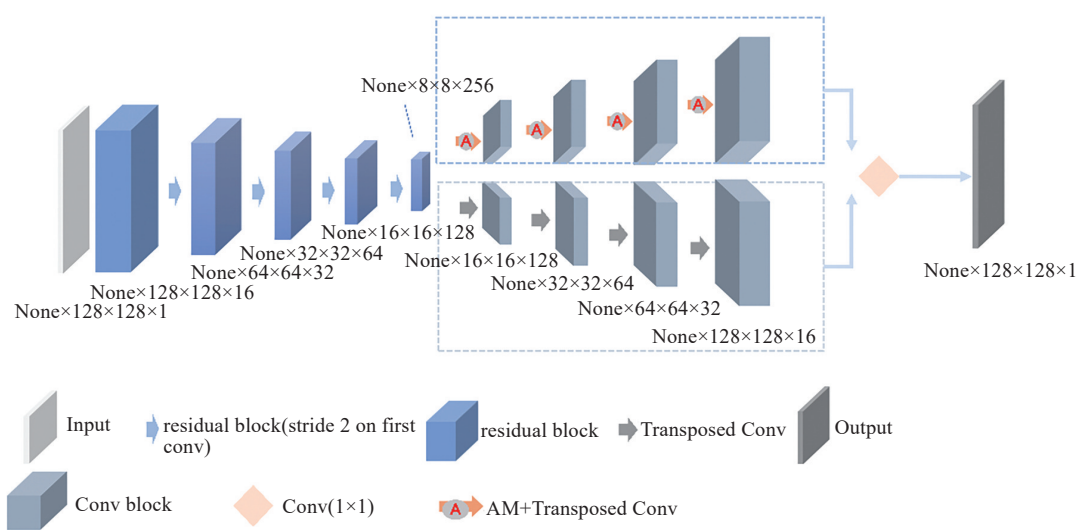 None×8×8×256
A
A
A
A
None×16×16×128
None×32×32×64
None×64×64×32
None×128×128×16
None×128×128×1
None×16×16×128
None×32×32×64
None×64×64×32
None×128×128×16
None×128×128×1
Input
residual block(stride 2 on first
conv)
residual block
Transposed Conv
Output
Conv block
Conv(1×1)
A
AM+Transposed Conv